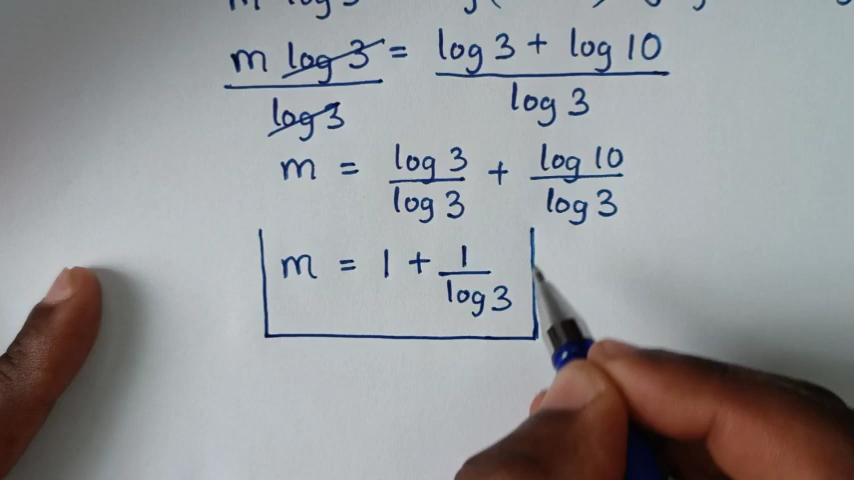 m log 3 = log 3 + log 10
log 3 log 3
m = log 3 + log 10
log 3 log 3
m = 1 + 1
log 3